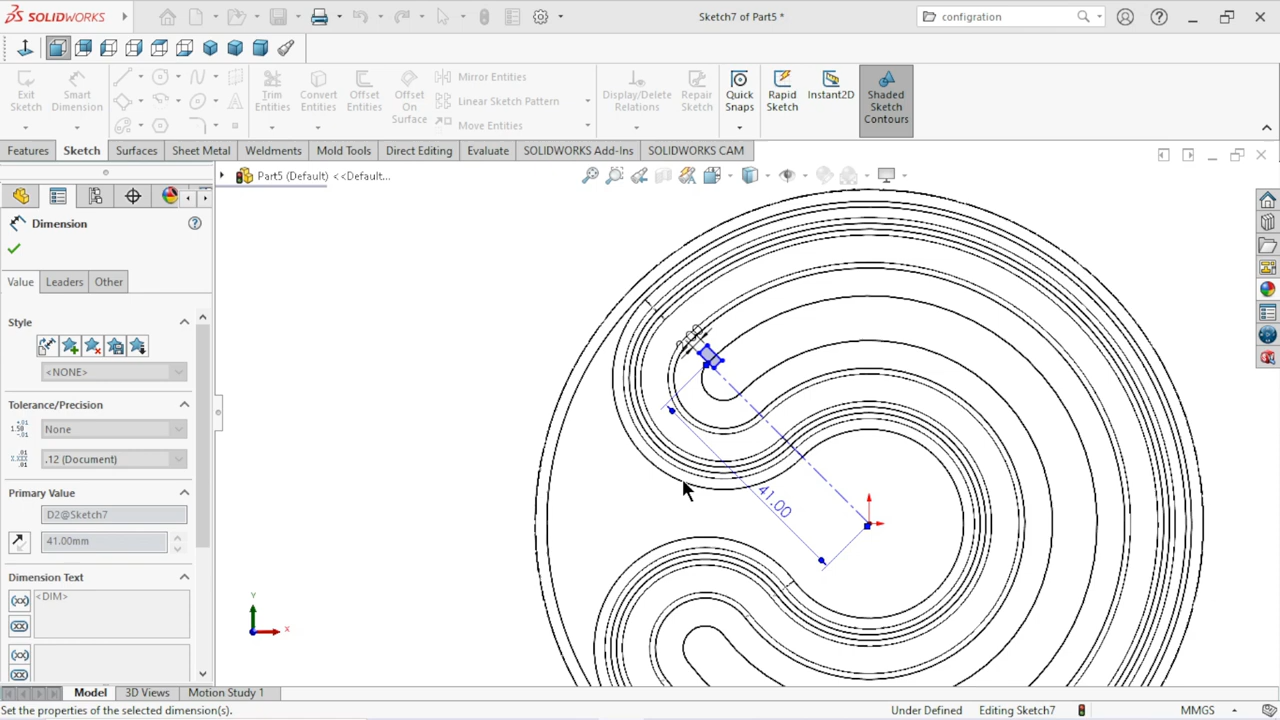 SOLIDWORKS
Sketch7 of Part5 *
configration
Exit Sketch
Smart Dimension
Trim Entities
Convert Entities
Offset Entities
Offset On Surface
Mirror Entities
Linear Sketch Pattern
Move Entities
Display/Delete Relations
Repair Sketch
Quick Snaps
Rapid Sketch
Instant2D
Shaded Sketch Contours
Features
Sketch
Surfaces
Sheet Metal
Weldments
Mold Tools
Direct Editing
Evaluate
SOLIDWORKS Add-Ins
SOLIDWORKS CAM
Part5 (Default) <<Default...
Dimension
Value
Leaders
Other
Style
<NONE>
Tolerance/Precision
None
.12 (Document)
Primary Value
D2@Sketch7
41.00mm
Dimension Text
<DIM>
41.00
Y
X
Model
3D Views
Motion Study 1
Set the properties of the selected dimension(s).
Under Defined
Editing Sketch7
MMGS